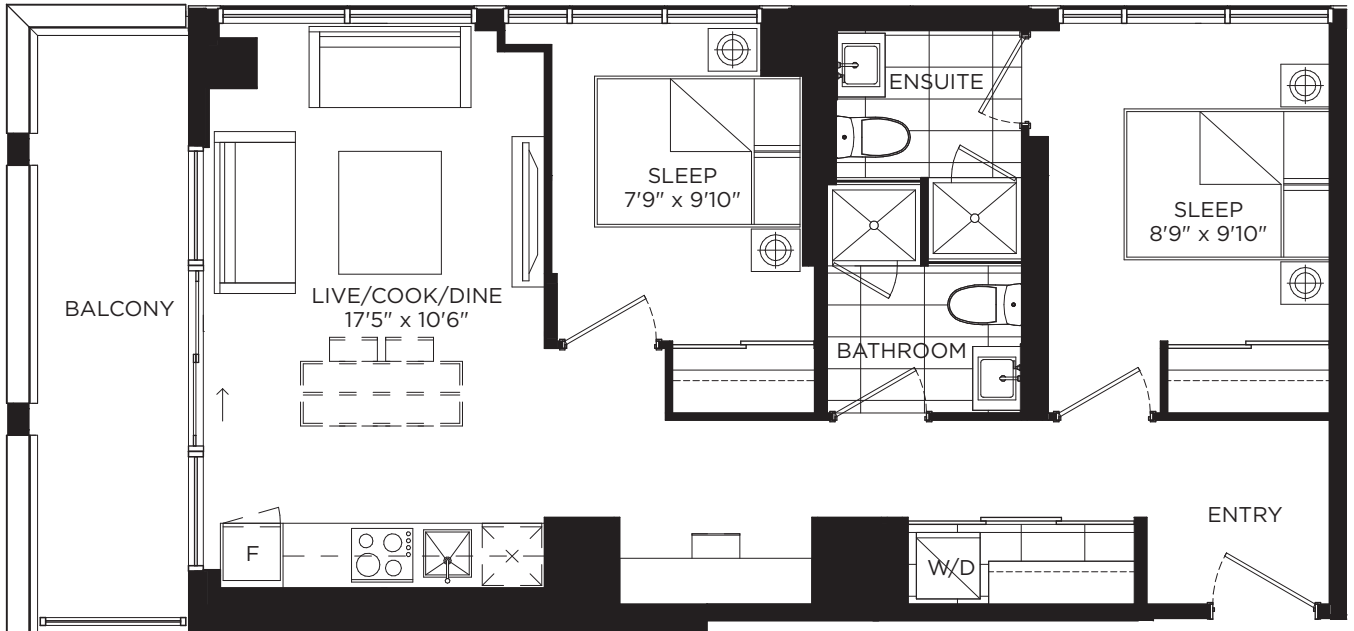 ENSUITE
SLEEP
7'9" x 9'10"
SLEEP
8'9" x 9'10"
BALCONY
LIVE/COOK/DINE
17'5" x 10'6"
BATHROOM
ENTRY
F
W/D